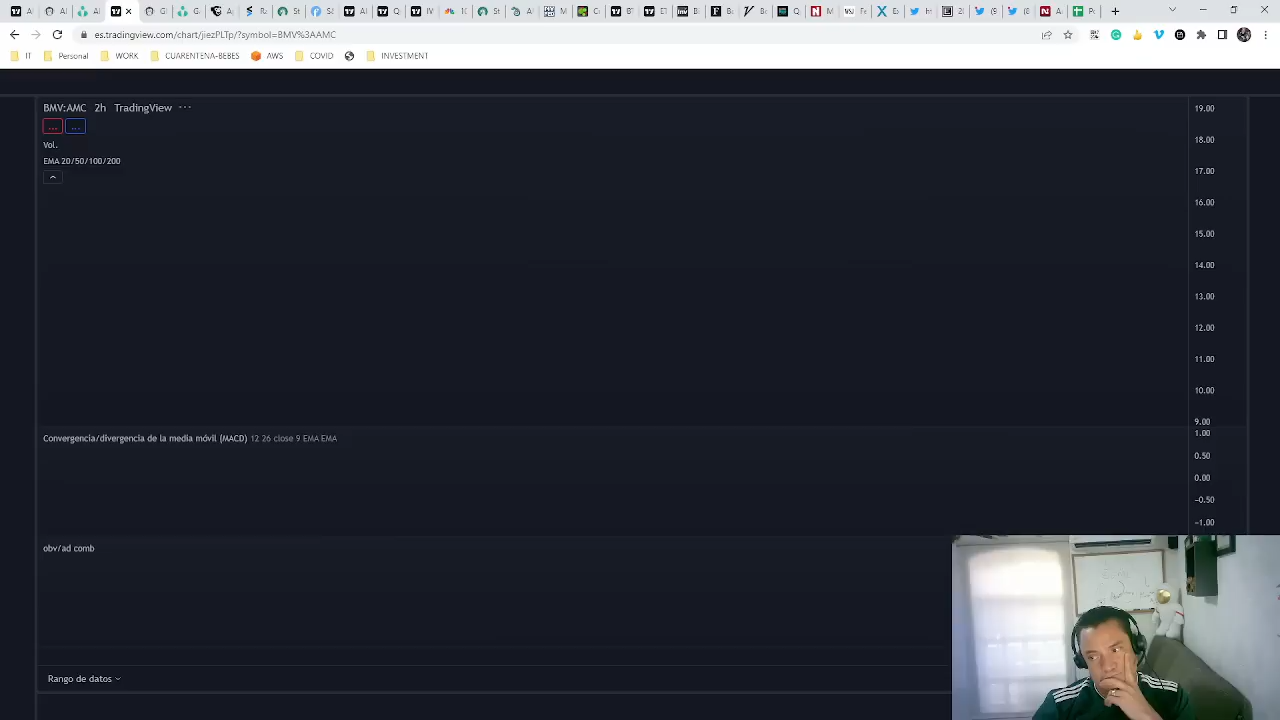 es.tradingview.com/chart/jiezPLTp/?symbol=BMV%3AAMC
IT
Personal
WORK
CUARENTENA-BEBES
AWS
COVID
INVESTMENT
BMV:AMC 2h TradingView ...
Vol.
EMA 20/50/100/200
19.00
18.00
17.00
16.00
15.00
14.00
13.00
12.00
11.00
10.00
9.00
Convergencia/divergencia de la media móvil (MACD) 12 26 close 9 EMA EMA
1.00
0.50
0.00
−0.50
−1.00
obv/ad comb
Rango de datos